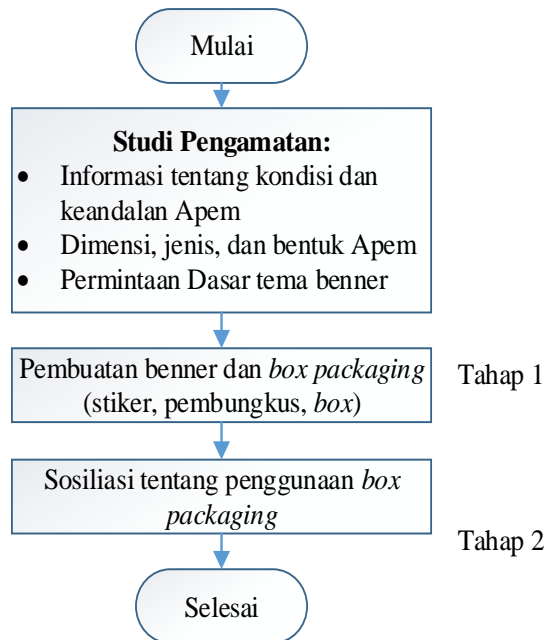 Mulai
Studi Pengamatan:
• Informasi tentang kondisi dan
keandalan Apem
• Dimensi, jenis, dan bentuk Apem
• Permintaan Dasar tema benner
Pembuatan benner dan box packaging
(stiker, pembungkus, box)
Tahap 1
Sosiliasi tentang penggunaan box
packaging
Tahap 2
Selesai